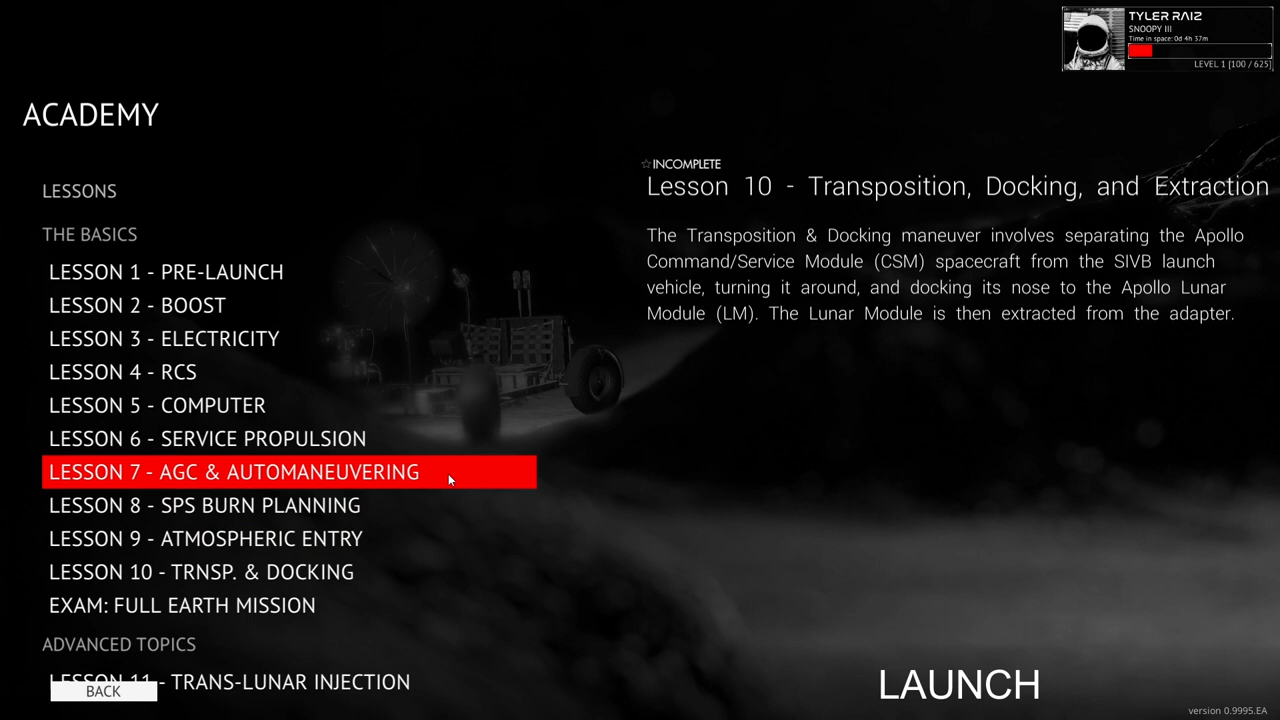 TYLER RAIZ
SNOOPY III
Time in space: 0d 4h 37m
LEVEL 1 [100 / 625]
ACADEMY
LESSONS
THE BASICS
LESSON 1 - PRE-LAUNCH
LESSON 2 - BOOST
LESSON 3 - ELECTRICITY
LESSON 4 - RCS
LESSON 5 - COMPUTER
LESSON 6 - SERVICE PROPULSION
LESSON 7 - AGC & AUTOMANEUVERING
LESSON 8 - SPS BURN PLANNING
LESSON 9 - ATMOSPHERIC ENTRY
LESSON 10 - TRNSP. & DOCKING
EXAM: FULL EARTH MISSION
ADVANCED TOPICS
LESSON 11 - TRANS-LUNAR INJECTION
BACK
☆INCOMPLETE
Lesson 10 - Transposition, Docking, and Extraction
The Transposition & Docking maneuver involves separating the Apollo
Command/Service Module (CSM) spacecraft from the SIVB launch
vehicle, turning it around, and docking its nose to the Apollo Lunar
Module (LM). The Lunar Module is then extracted from the adapter.
LAUNCH
version 0.9995.EA